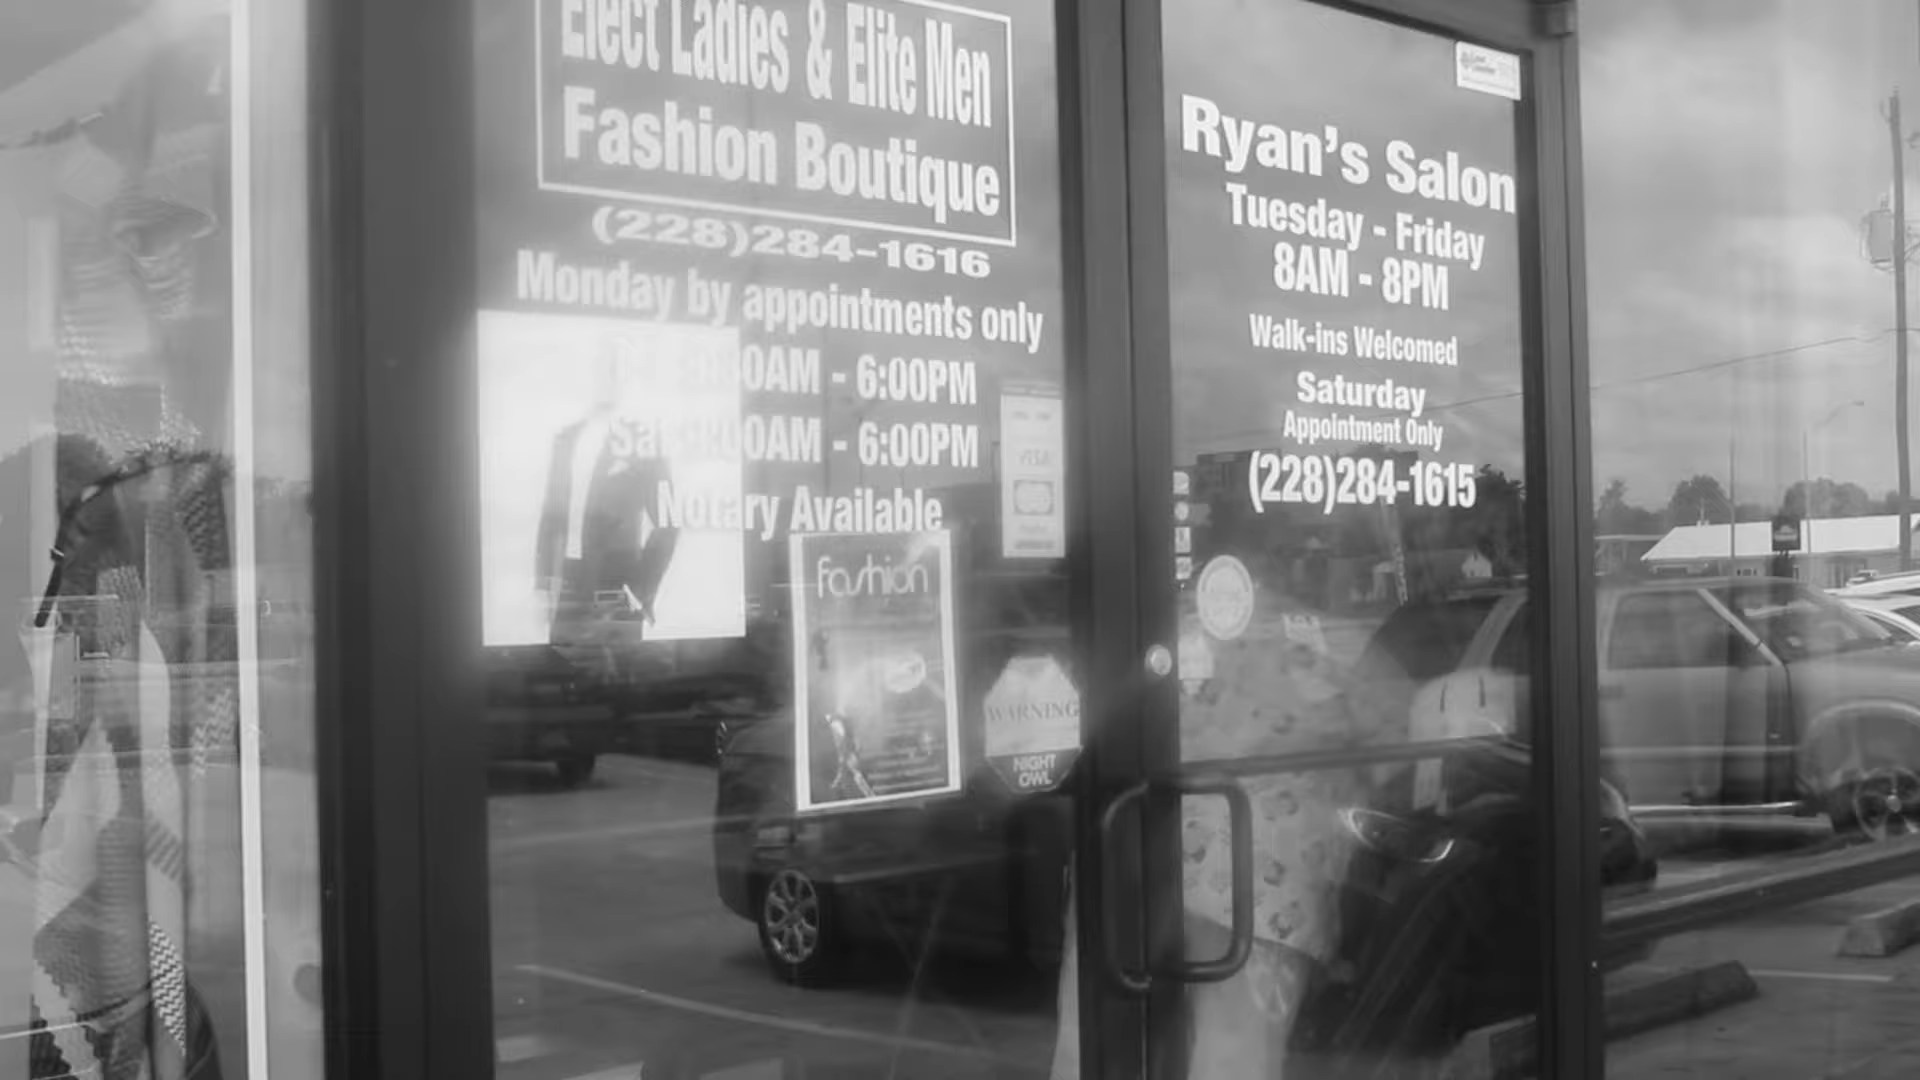 Elect Ladies & Elite Men
Fashion Boutique
(228)284-1616
Monday by appointments only
00AM - 6:00PM
Sat 00AM - 6:00PM
Notary Available
fashion
WARNING
NIGHT
OWL
Ryan's Salon
Tuesday - Friday
8AM - 8PM
Walk-ins Welcomed
Saturday
Appointment Only
(228)284-1615